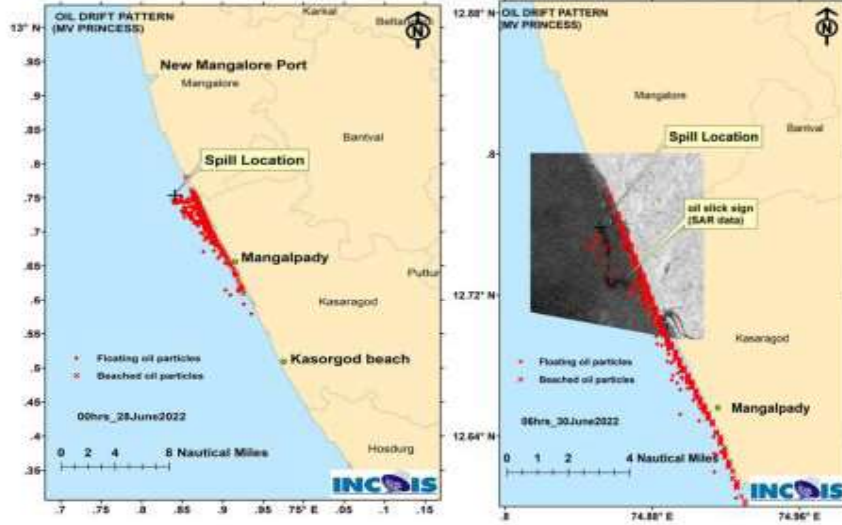 OIL DRIFT PATTERN
(MV PRINCESS)
Karkal
N
13° N
.95
New Mangalore Port
Mangalore
.9
.85
Bantval
.8
Spill Location
.75
.7
Mangalpady
.65
.6
Kasaragod
.55
Floating oil particles
.5
Kasorgod beach
Beached oil particles
.45
00hrs_28June2022
.4
Hosdurg
0 2 4 8 Nautical Miles
.35
INCOIS
.7 .75 .8 .85 .9 .95 75° E .05 .1 .15
12.88° N
OIL DRIFT PATTERN
(MV PRINCESS)
N
Mangalore
Spill Location
.8
oil slick sign
(SAR data)
12.72° N
Kasaragod
Floating oil particles
Beached oil particles
Mangalpady
06hrs_30June2022
12.64° N
0 0.5 1 2 4 Nautical Miles
INCOIS
.8 74.88° E 74.96° E